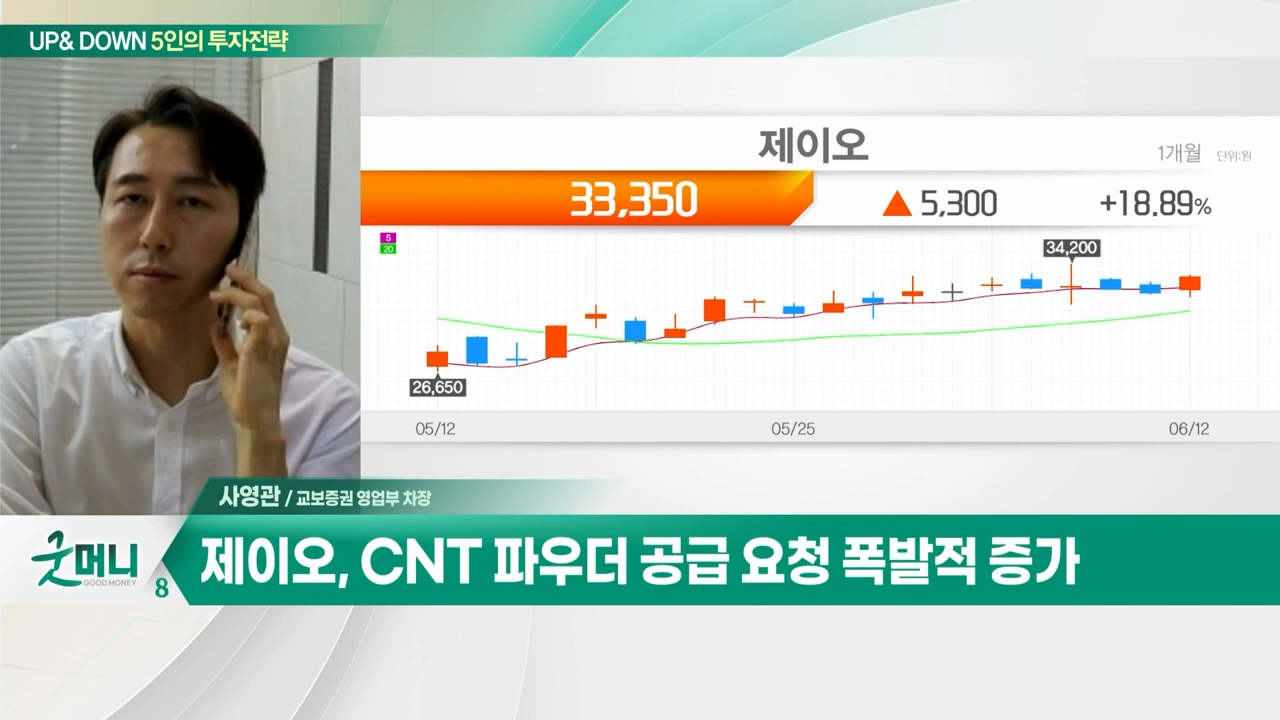 UP& DOWN 5인의 투자전략
제이오
1개월 단위:원
33,350 ▲ 5,300 +18.89%
5
20
34,200
26,650
05/12 05/25 06/12
사영관 / 교보증권 영업부 차장
굿머니
GOOD MONEY
8
제이오, CNT 파우더 공급 요청 폭발적 증가